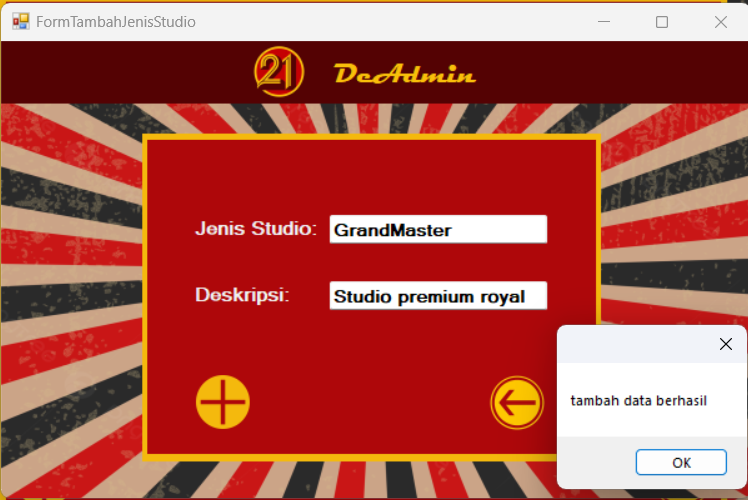 FormTambahJenisStudio
21
DeAdmin
Jenis Studio: GrandMaster
Deskripsi: Studio premium royal
tambah data berhasil
OK